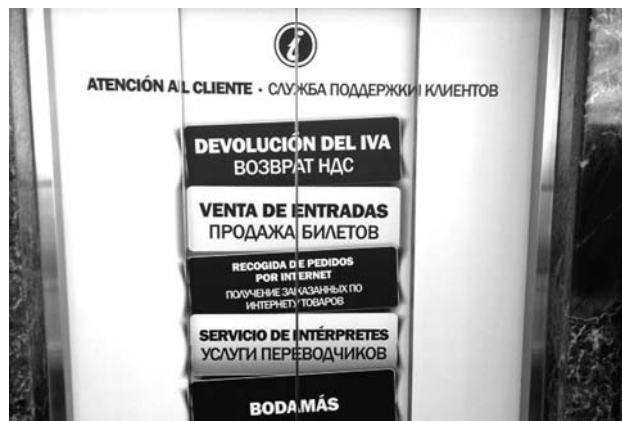 i
ATENCIÓN AL CLIENTE · СЛУЖБА ПОДДЕРЖКИ КЛИЕНТОВ
DEVOLUCIÓN DEL IVA
ВОЗВРАТ НДС
VENTA DE ENTRADAS
ПРОДАЖА БИЛЕТОВ
RECOGIDA DE PEDIDOS
POR INTERNET
ПОЛУЧЕНИЕ ЗАКАЗАННЫХ ПО
ИНТЕРНЕТУ ТОВАРОВ
SERVICIO DE INTÉRPRETES
УСЛУГИ ПЕРЕВОДЧИКОВ
BODAMÁS